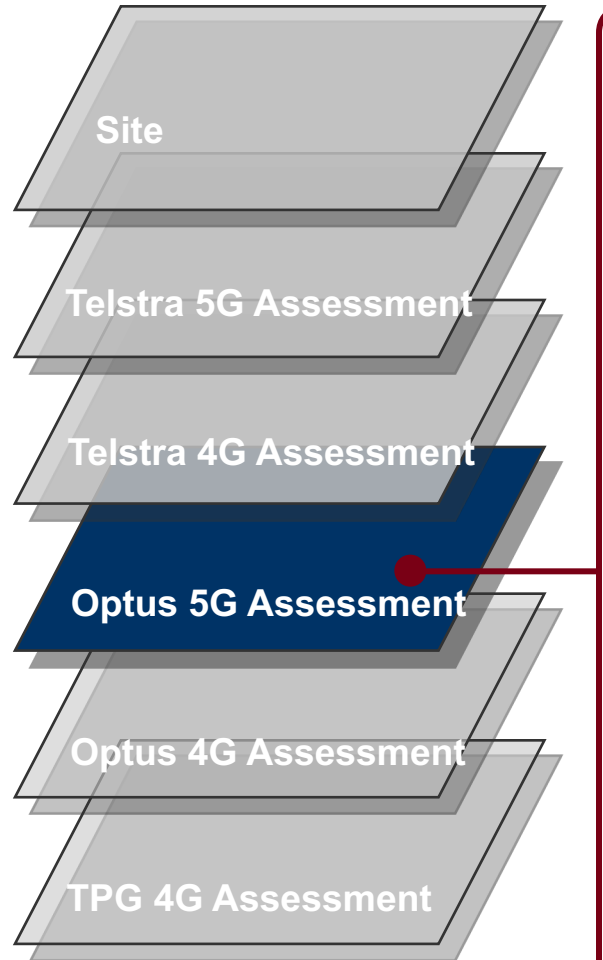 Site
Telstra 5G Assessment
Telstra 4G Assessment
Optus 5G Assessment
Optus 4G Assessment
TPG 4G Assessment